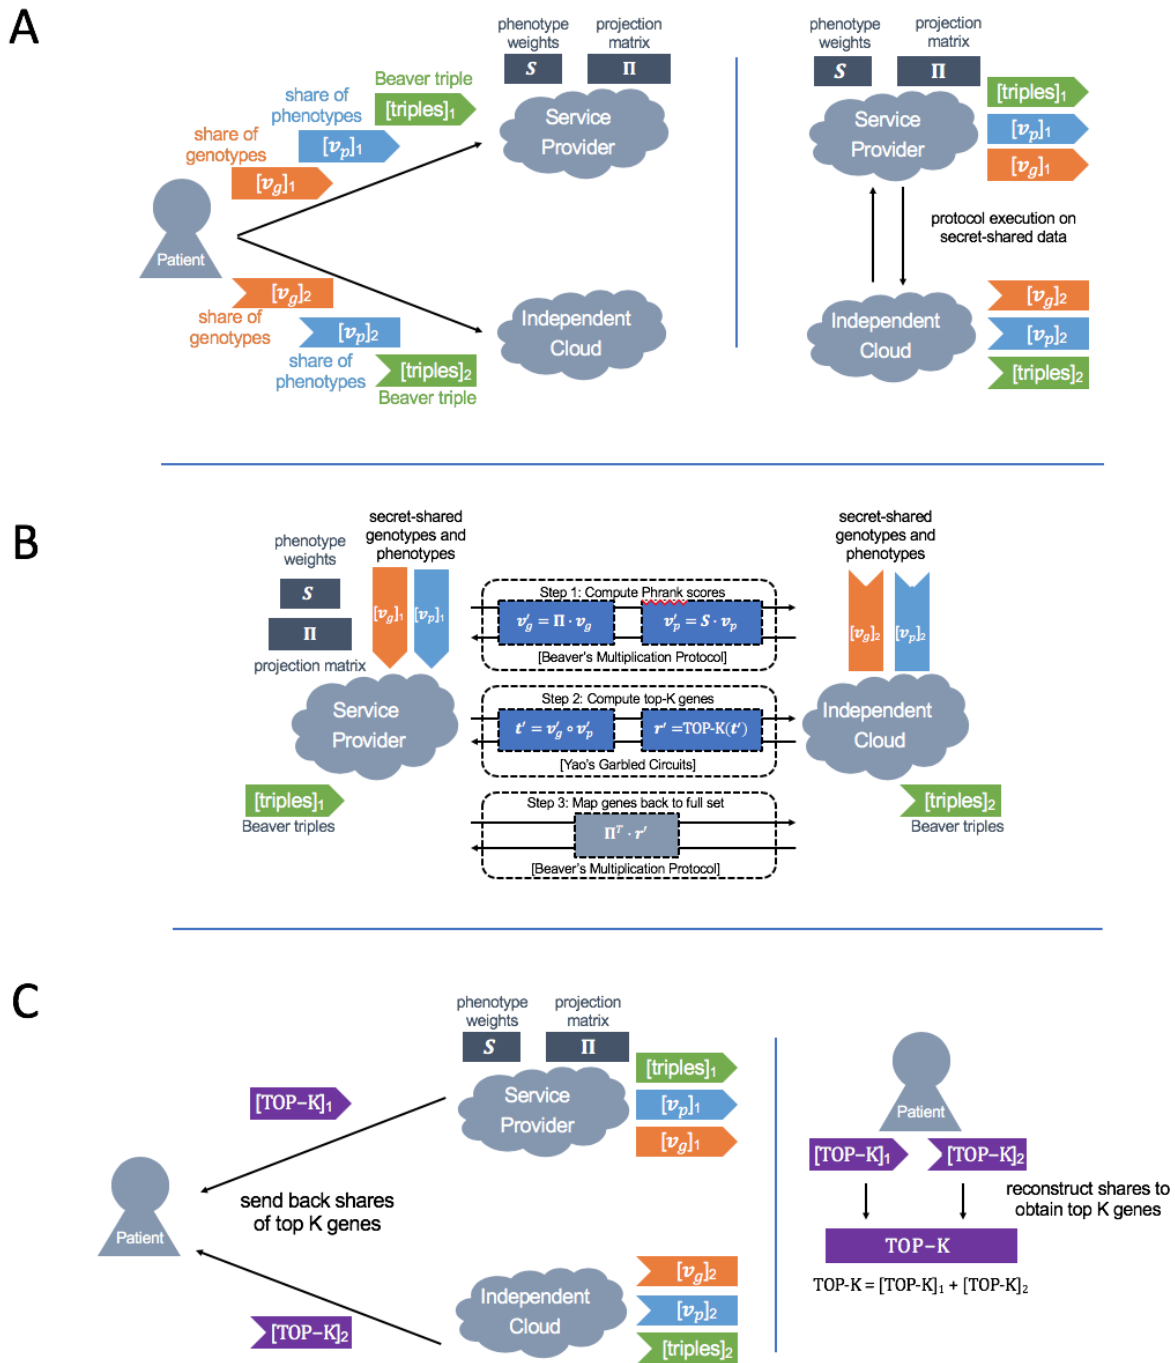 A
phenotype
weights
projection
matrix
S
Π
Beaver triple
[triples]₁
share of
phenotypes
[v_p]₁
share of
genotypes
[v_g]₁
Service
Provider
Patient
[v_g]₂
share of
genotypes
[v_p]₂
share of
phenotypes
[triples]₂
Beaver triple
Independent
Cloud
phenotype
weights
projection
matrix
S
Π
Service
Provider
[triples]₁
[v_p]₁
[v_g]₁
protocol execution on
secret-shared data
Independent
Cloud
[v_g]₂
[v_p]₂
[triples]₂
B
phenotype
weights
S
Π
projection matrix
secret-shared
genotypes and
phenotypes
[v_g]₁
[v_p]₁
Service
Provider
[triples]₁
Beaver triples
Step 1: Compute Phrank scores
v′_g = Π · v_g
v′_p = S · v_p
[Beaver's Multiplication Protocol]
Step 2: Compute top-K genes
t′ = v′_g ∘ v′_p
r′ =TOP-K(t′)
[Yao's Garbled Circuits]
Step 3: Map genes back to full set
Πᵀ · r′
[Beaver's Multiplication Protocol]
secret-shared
genotypes and
phenotypes
[v_g]₂
[v_p]₂
Independent
Cloud
[triples]₂
Beaver triples
C
phenotype
weights
projection
matrix
S
Π
Service
Provider
[triples]₁
[v_p]₁
[v_g]₁
[TOP−K]₁
send back shares
of top K genes
Patient
[TOP−K]₂
Independent
Cloud
[v_g]₂
[v_p]₂
[triples]₂
Patient
[TOP−K]₁
[TOP−K]₂
reconstruct shares to
obtain top K genes
TOP−K
TOP-K = [TOP-K]₁ + [TOP-K]₂